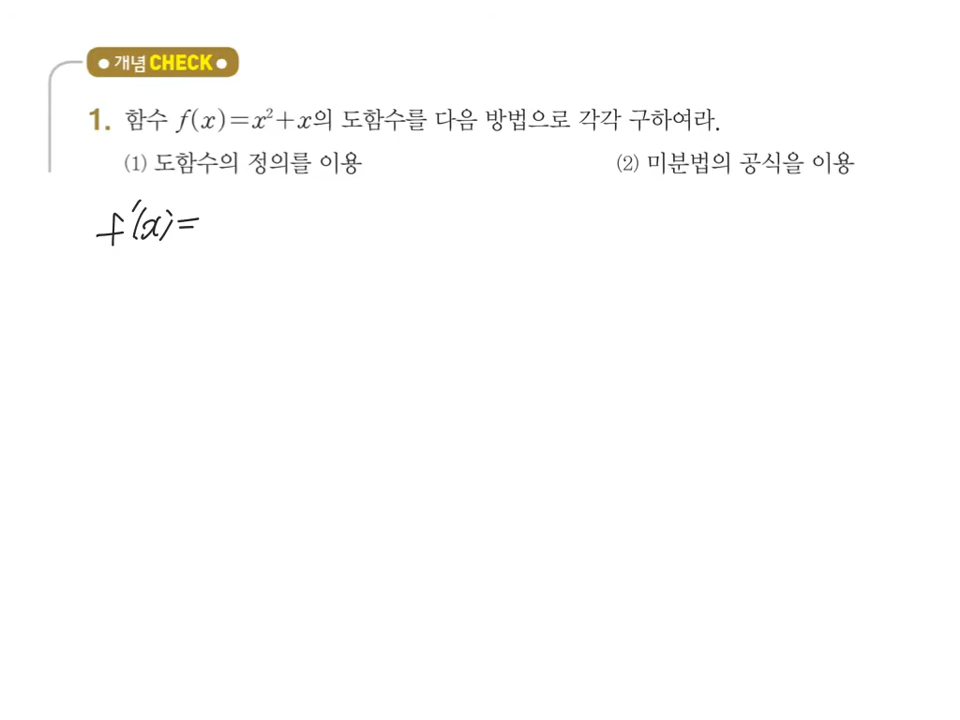 개념 CHECK
1. 함수 f(x)=x²+x의 도함수를 다음 방법으로 각각 구하여라.
(1) 도함수의 정의를 이용 (2) 미분법의 공식을 이용
f'(x)=